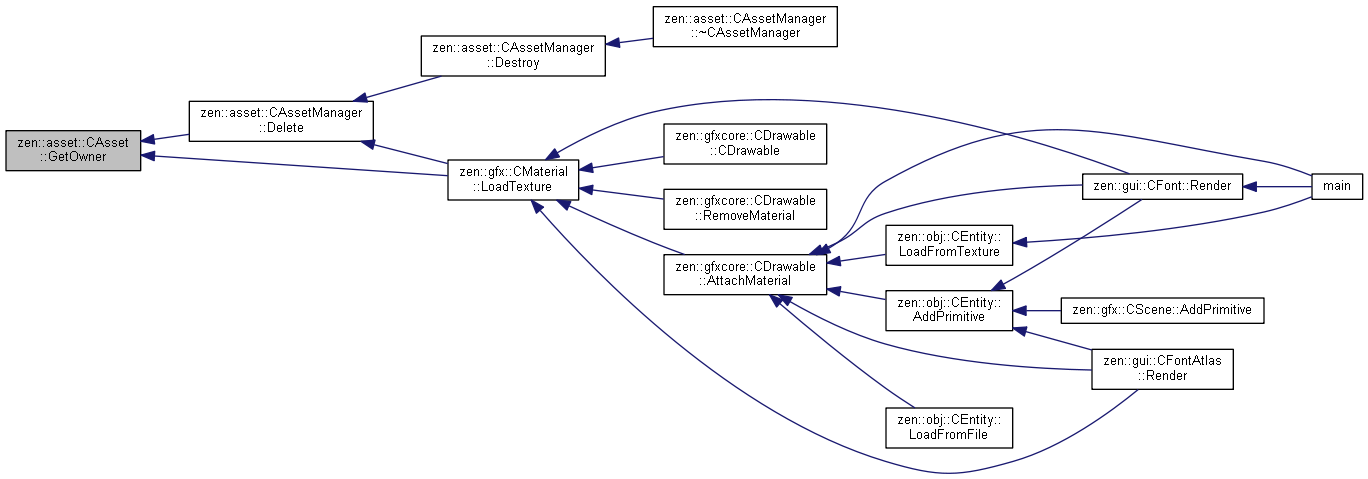 zen::asset::CAssetManager
::~CAssetManager
zen::asset::CAssetManager
::Destroy
zen::asset::CAssetManager
::Delete
zen::asset::CAsset
::GetOwner
zen::gfx::CMaterial
::LoadTexture
zen::gfxcore::CDrawable
::CDrawable
zen::gfxcore::CDrawable
::RemoveMaterial
zen::gfxcore::CDrawable
::AttachMaterial
zen::gui::CFont::Render
main
zen::obj::CEntity::
LoadFromTexture
zen::obj::CEntity::
AddPrimitive
zen::gfx::CScene::AddPrimitive
zen::gui::CFontAtlas
::Render
zen::obj::CEntity::
LoadFromFile